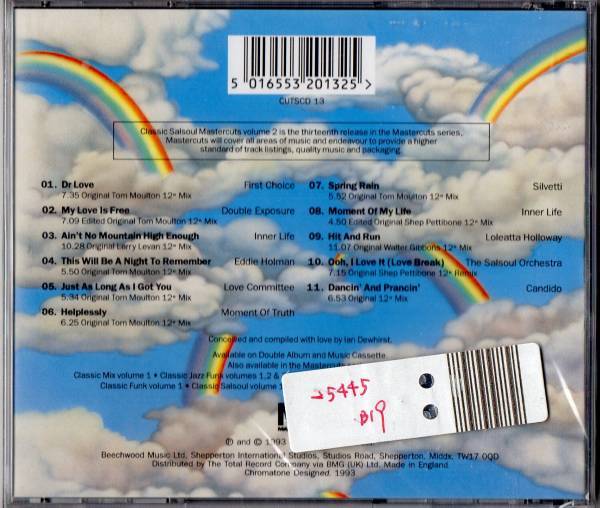 5 016553 201325 >
CUTSCD 13
Classic Salsoul Mastercuts volume 2 is the thirteenth release in the Mastercuts series.
Mastercuts will cover all areas of music and endeavour to provide a higher
standard of track listings, quality music and packaging.
01. Dr Love First Choice
7.35 Original Tom Moulton 12" Mix
02. My Love Is Free Double Exposure
7.09 Edited Original Tom Moulton 12" Mix
03. Ain't No Mountain High Enough Inner Life
10.28 Original Larry Levan 12" Mix
04. This Will Be A Night To Remember Eddie Holman
5.50 Original Tom Moulton 12" Mix
05. Just As Long As I Got You Love Committee
5.34 Original Tom Moulton 12" Mix
06. Helplessly Moment Of Truth
6.25 Original Tom Moulton 12" Mix
07. Spring Rain Silvetti
5.52 Original Tom Moulton 12" Mix
08. Moment Of My Life Inner Life
4.50 Edited Original Shep Pettibone 12" Mix
09. Hit And Run Loleatta Holloway
11.07 Original Walter Gibbons 12" Mix
10. Ooh, I Love It (Love Break) The Salsoul Orchestra
7.15 Original Shep Pettibone 12" Remix
11. Dancin' And Prancin' Candido
6.53 Original 12" Mix
Conceived and compiled with love by Ian Dewhirst.
Available on Double Album and Music Cassette.
Also available in the Mastercuts
Classic Mix volume 1 • Classic Jazz Funk volumes 1,2 &
Classic Funk volume 1 • Classic Salsoul volume
5445
B19
℗ and © 1993
Beechwood Music Ltd, Shepperton International Studios, Studios Road, Shepperton, Middx. TW17 0QD
Distributed by The Total Record Company via BMG (UK) Ltd. Made in England.
Chromatone Designed. 1993